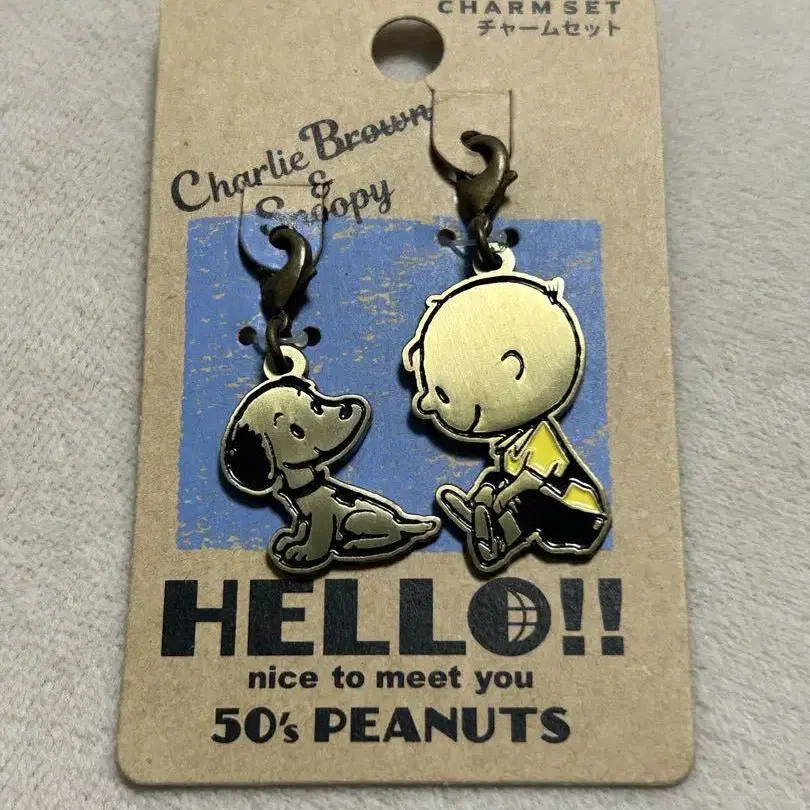 CHARM SET
チャームセット
Charlie Brown
&
Snoopy
HELLO!!
nice to meet you
50's PEANUTS